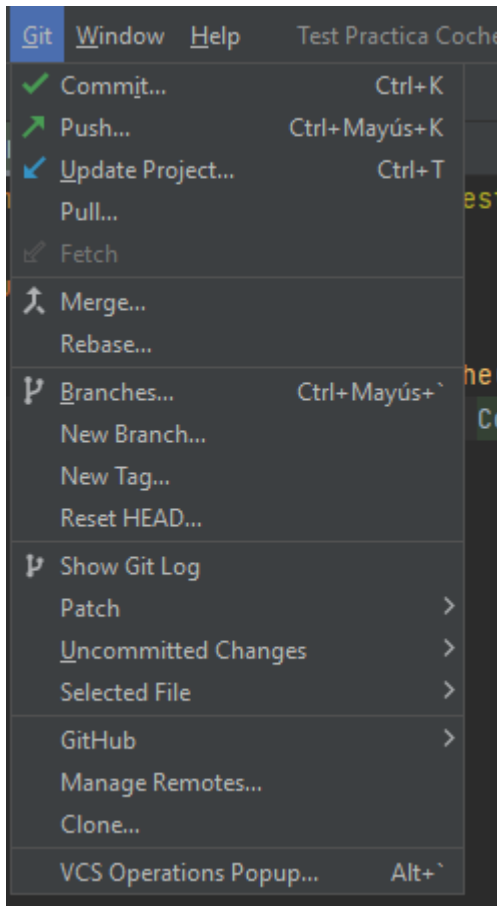 Git Window Help Test Practica Coche
Commit... Ctrl+K
Push... Ctrl+Mayús+K
Update Project... Ctrl+T
Pull...
Fetch
Merge...
Rebase...
Branches... Ctrl+Mayús+`
New Branch...
New Tag...
Reset HEAD...
Show Git Log
Patch
Uncommitted Changes
Selected File
GitHub
Manage Remotes...
Clone...
VCS Operations Popup... Alt+`